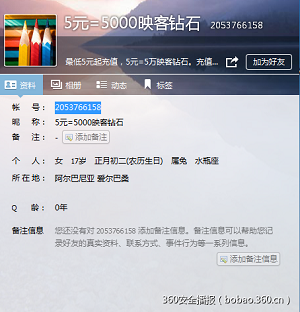 5元=5000映客钻石 2053766158
最低5元起充值，5元=5万映客钻石。充值...
加为好友
资料 相册 动态 标签
帐 号： 2053766158
昵 称： 5元=5000映客钻石
备 注： - 添加备注
个 人： 女 17岁 正月初二(农历生日) 属兔 水瓶座
所在地： 阿尔巴尼亚 爱尔巴桑
Q 龄： 0年
备注信息 您还没有对 2053766158 添加备注信息。备注信息可以帮助您记
录好友的真实资料、联系方式、事件行为等一系列信息。
添加备注信息
360安全播报（bobao.360.cn）